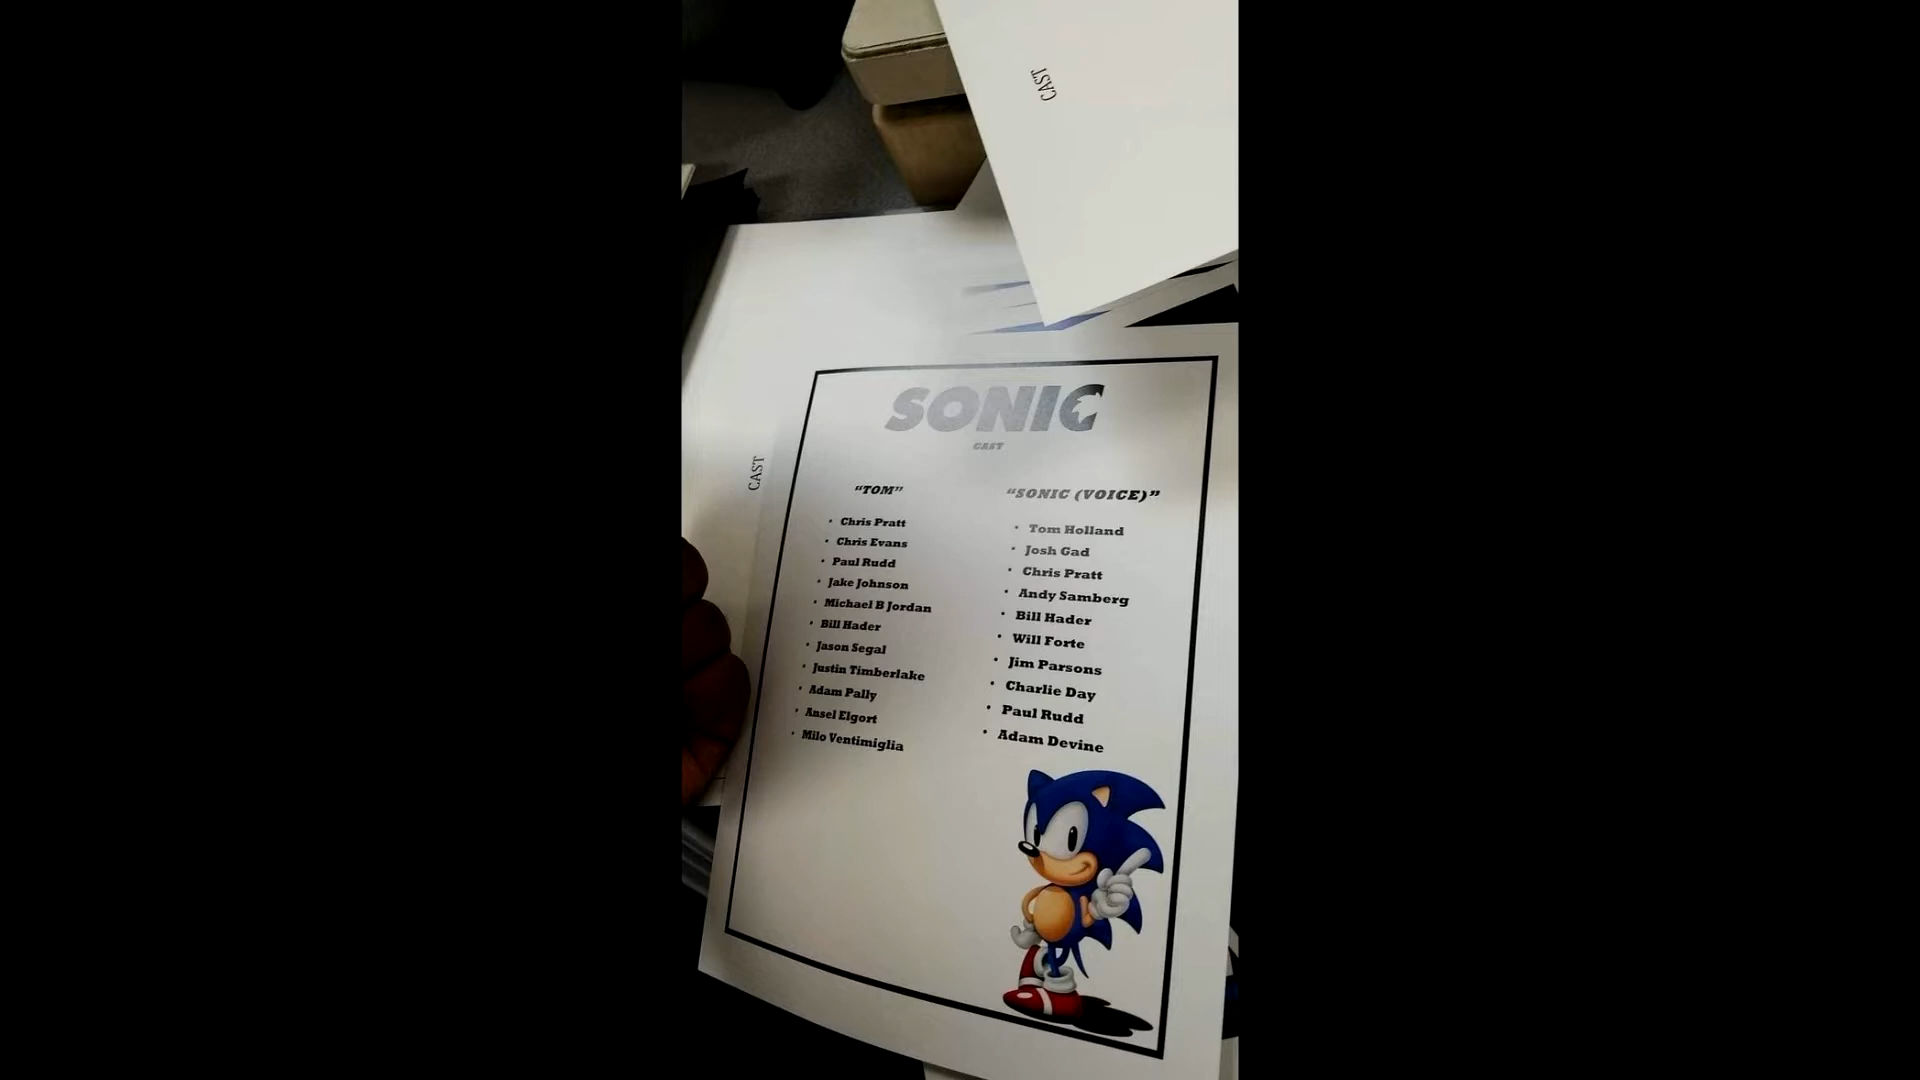 CAST
SONIC
CAST
CAST
“TOM”
• Chris Pratt
• Chris Evans
• Paul Rudd
• Jake Johnson
• Michael B Jordan
• Bill Hader
• Jason Segal
• Justin Timberlake
• Adam Pally
• Ansel Elgort
• Milo Ventimiglia
“SONIC (VOICE)”
• Tom Holland
• Josh Gad
• Chris Pratt
• Andy Samberg
• Bill Hader
• Will Forte
• Jim Parsons
• Charlie Day
• Paul Rudd
• Adam Devine